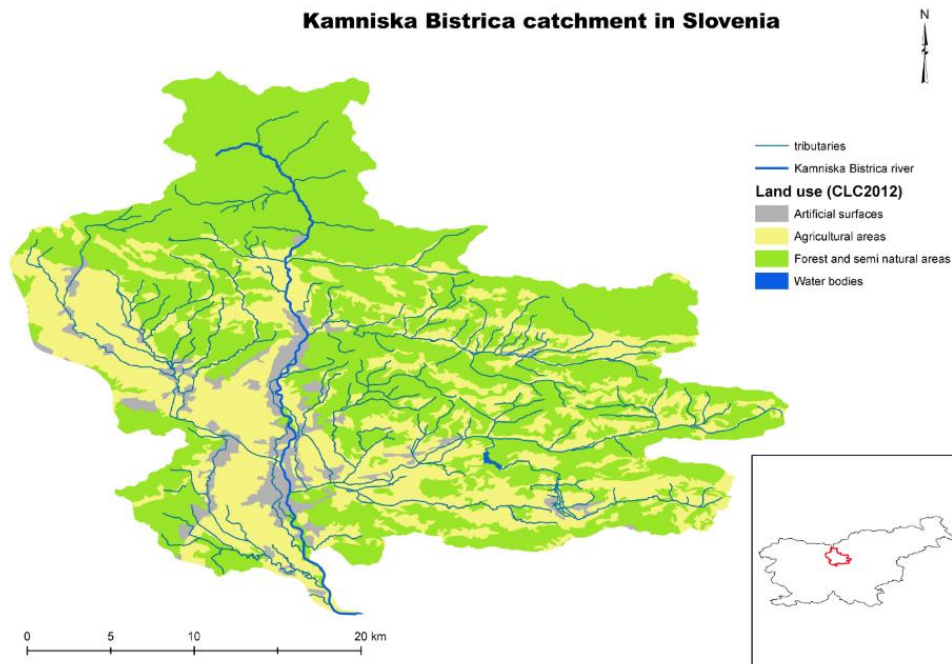 Kamniska Bistrica catchment in Slovenia
N
tributaries
Kamniska Bistrica river
Land use (CLC2012)
Artificial surfaces
Agricultural areas
Forest and semi natural areas
Water bodies
0 5 10 20 km